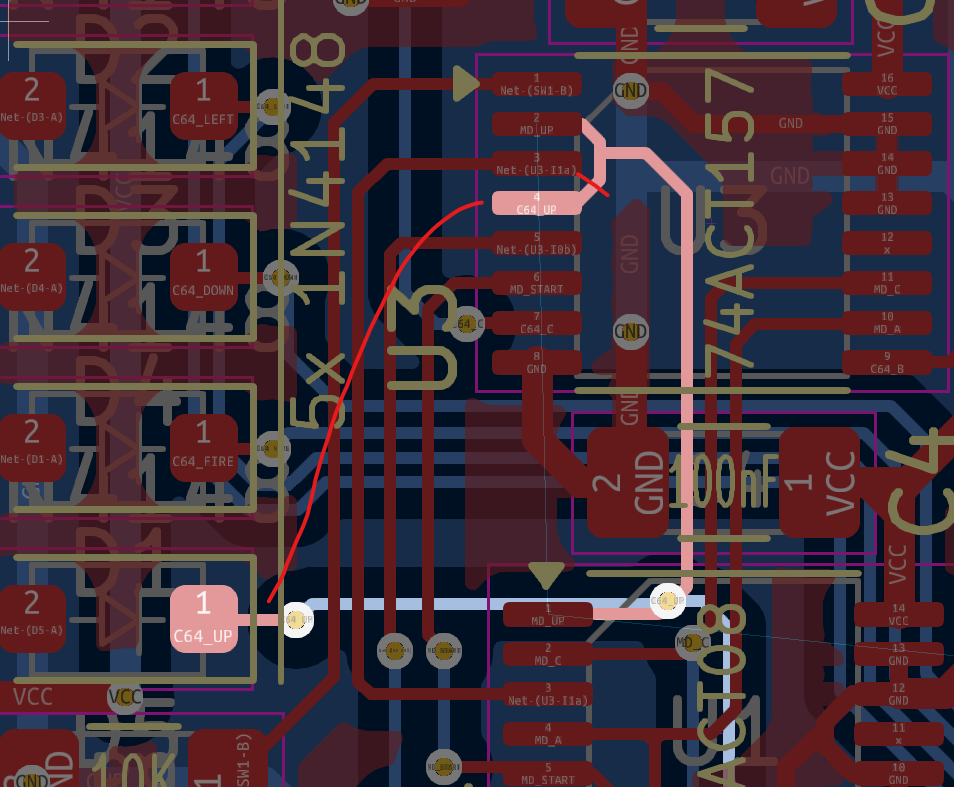 GND
GND
VCC
2
Net-(D3-A)
1
C64_LEFT
2
Net-(D4-A)
1
C64_DOWN
2
Net-(D1-A)
1
C64_FIRE
2
Net-(D5-A)
1
C64_UP
5x 1N4148
U3
1
Net-(SW1-B)
2
MD_UP
3
Net-(U3-I1a)
4
C64_UP
5
Net-(U3-I0b)
6
MD_START
7
C64_C
8
GND
16
VCC
15
GND
14
GND
13
GND
12
x
11
MD_C
10
MD_A
9
C64_B
74ACT157
GND
GND
GND
GND
GND
GND
VCC
C64_C
2
GND
100nF
1
VCC
C4
VCC
C64_UP
C64_UP
MD_C
1
MD_UP
2
MD_C
3
Net-(U3-I1a)
4
MD_A
5
MD_START
14
VCC
13
GND
12
GND
11
x
10
GND
ACT08
VCC
VCC
GND
GND
10K
1
SW1-B)